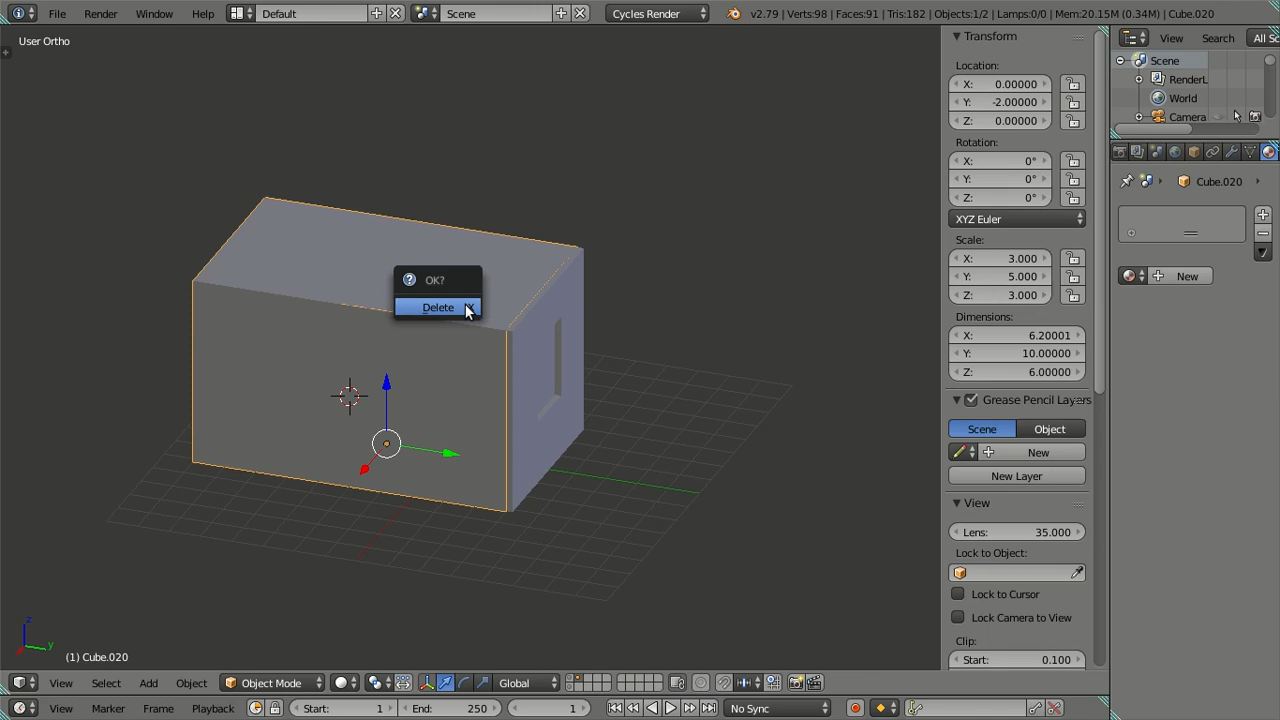 File Render Window Help Default Scene Cycles Render v2.79 | Verts:98 | Faces:91 | Tris:182 | Objects:1/2 | Lamps:0/0 | Mem:20.15M (0.34M) | Cube.020
User Ortho
Transform
Location:
X: 0.00000
Y: -2.00000
Z: 0.00000
Rotation:
X: 0°
Y: 0°
Z: 0°
XYZ Euler
Scale:
X: 3.000
Y: 5.000
Z: 3.000
Dimensions:
X: 6.20001
Y: 10.00000
Z: 6.00000
Grease Pencil Layers
Scene Object
New
New Layer
View
Lens: 35.000
Lock to Object:
Lock to Cursor
Lock Camera to View
Clip:
Start: 0.100
View Search All Sc
Scene
RenderL
World
Camera
Cube.020
New
OK?
Delete X
z
y
(1) Cube.020
View Select Add Object Object Mode Global
View Marker Frame Playback Start: 1 End: 250 1 No Sync